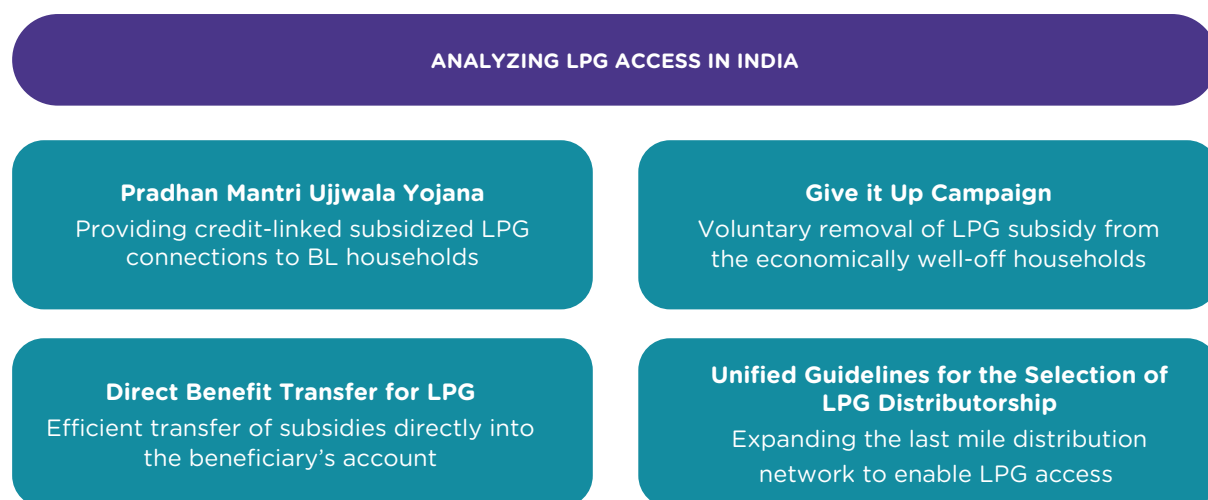 ANALYZING LPG ACCESS IN INDIA
Pradhan Mantri Ujjwala Yojana
Providing credit-linked subsidized LPG
connections to BL households
Give it Up Campaign
Voluntary removal of LPG subsidy from
the economically well-off households
Direct Benefit Transfer for LPG
Efficient transfer of subsidies directly into
the beneficiary’s account
Unified Guidelines for the Selection of
LPG Distributorship
Expanding the last mile distribution
network to enable LPG access